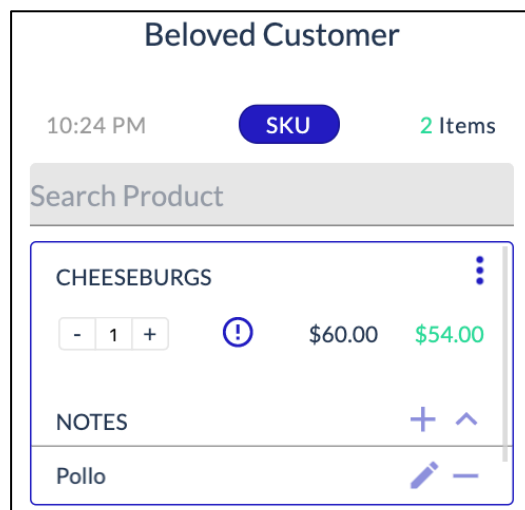 Beloved Customer
10:24 PM SKU 2 Items
Search Product
CHEESEBURGS
- 1 + $60.00 $54.00
NOTES
Pollo